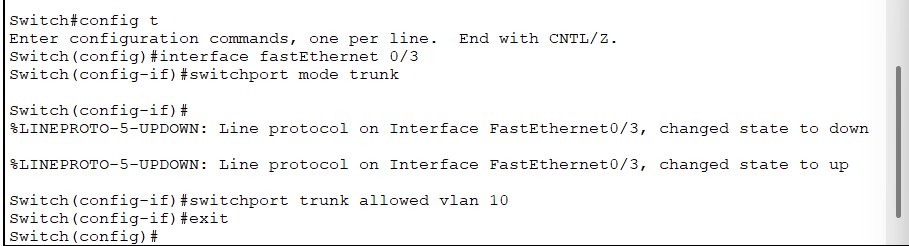 Switch#config t
Enter configuration commands, one per line.  End with CNTL/Z.
Switch(config)#interface fastEthernet 0/3
Switch(config-if)#switchport mode trunk
Switch(config-if)#
%LINEPROTO-5-UPDOWN: Line protocol on Interface FastEthernet0/3, changed state to down
%LINEPROTO-5-UPDOWN: Line protocol on Interface FastEthernet0/3, changed state to up
Switch(config-if)#switchport trunk allowed vlan 10
Switch(config-if)#exit
Switch(config)#